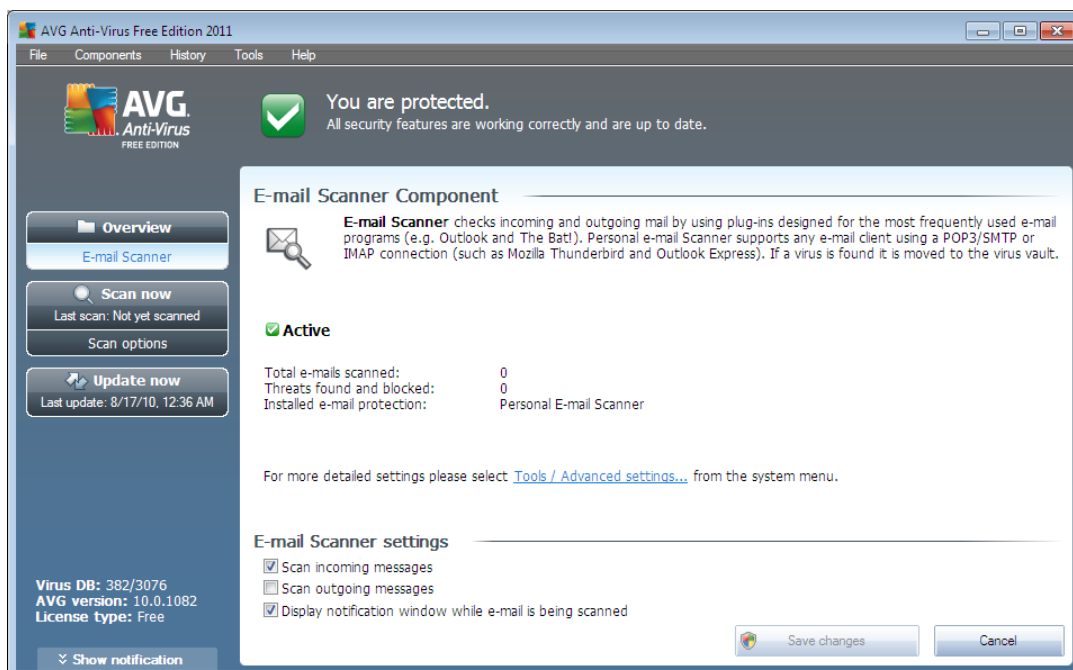 AVG Anti-Virus Free Edition 2011
File Components History Tools Help
AVG.
Anti-Virus
FREE EDITION
You are protected.
All security features are working correctly and are up to date.
Overview
E-mail Scanner
Scan now
Last scan: Not yet scanned
Scan options
Update now
Last update: 8/17/10, 12:36 AM
Virus DB: 382/3076
AVG version: 10.0.1082
License type: Free
Show notification
E-mail Scanner Component
E-mail Scanner checks incoming and outgoing mail by using plug-ins designed for the most frequently used e-mail
programs (e.g. Outlook and The Bat!). Personal e-mail Scanner supports any e-mail client using a POP3/SMTP or
IMAP connection (such as Mozilla Thunderbird and Outlook Express). If a virus is found it is moved to the virus vault.
Active
Total e-mails scanned: 0
Threats found and blocked: 0
Installed e-mail protection: Personal E-mail Scanner
For more detailed settings please select Tools / Advanced settings... from the system menu.
E-mail Scanner settings
Scan incoming messages
Scan outgoing messages
Display notification window while e-mail is being scanned
Save changes Cancel